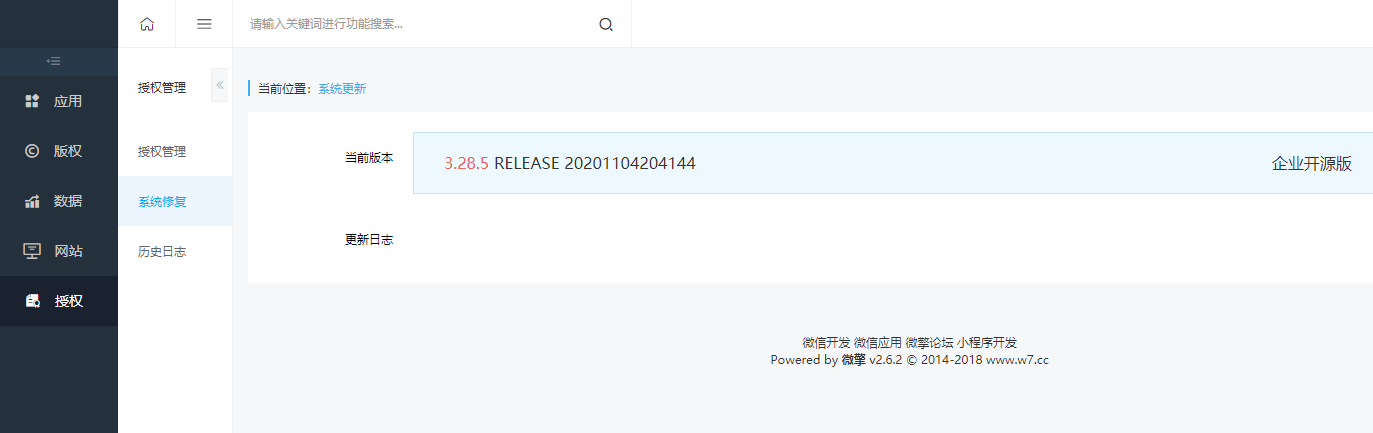 请输入关键词进行功能搜索...
应用
版权
数据
网站
授权
授权管理
授权管理
系统修复
历史日志
当前位置：系统更新
当前版本
3.28.5 RELEASE 20201104204144
企业开源版
更新日志
微信开发 微信应用 微擎论坛 小程序开发
Powered by 微擎 v2.6.2 © 2014-2018 www.w7.cc